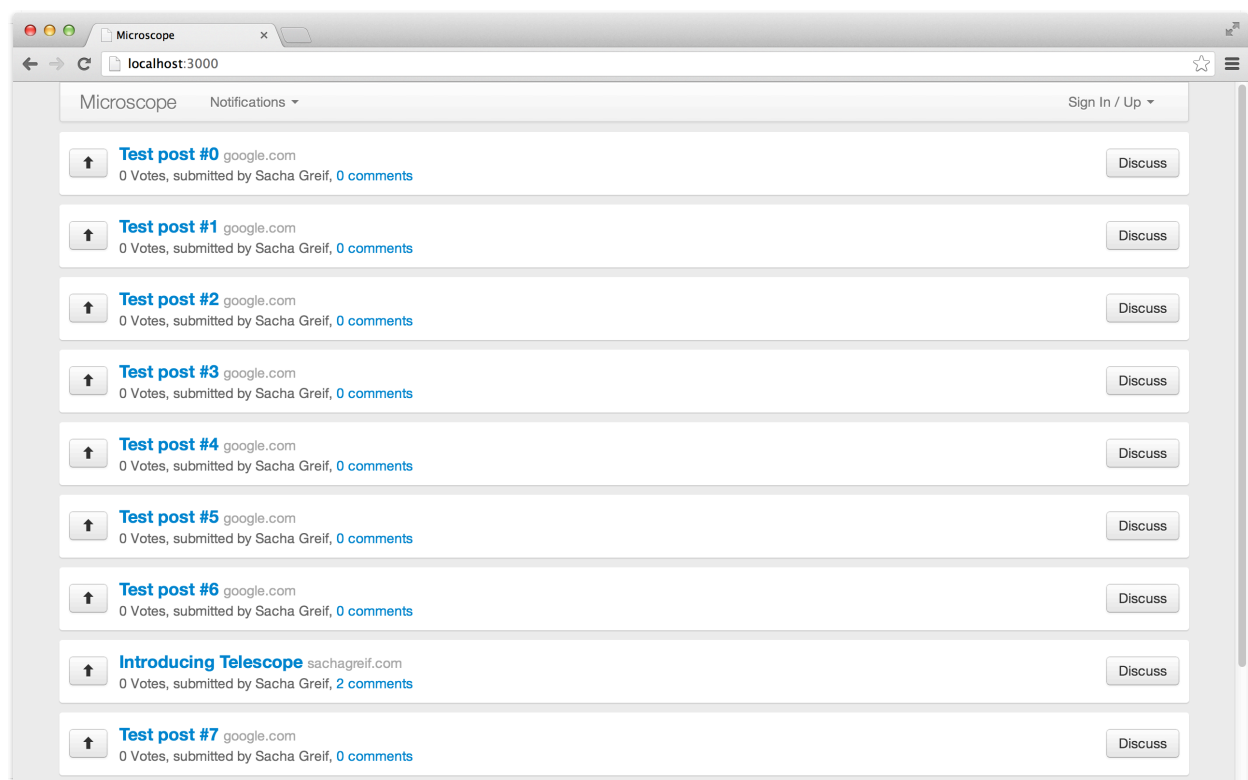 Microscope
localhost:3000
Microscope Notifications Sign In / Up
Test post #0 google.com
0 Votes, submitted by Sacha Greif, 0 comments
Discuss
Test post #1 google.com
0 Votes, submitted by Sacha Greif, 0 comments
Discuss
Test post #2 google.com
0 Votes, submitted by Sacha Greif, 0 comments
Discuss
Test post #3 google.com
0 Votes, submitted by Sacha Greif, 0 comments
Discuss
Test post #4 google.com
0 Votes, submitted by Sacha Greif, 0 comments
Discuss
Test post #5 google.com
0 Votes, submitted by Sacha Greif, 0 comments
Discuss
Test post #6 google.com
0 Votes, submitted by Sacha Greif, 0 comments
Discuss
Introducing Telescope sachagreif.com
0 Votes, submitted by Sacha Greif, 2 comments
Discuss
Test post #7 google.com
0 Votes, submitted by Sacha Greif, 0 comments
Discuss